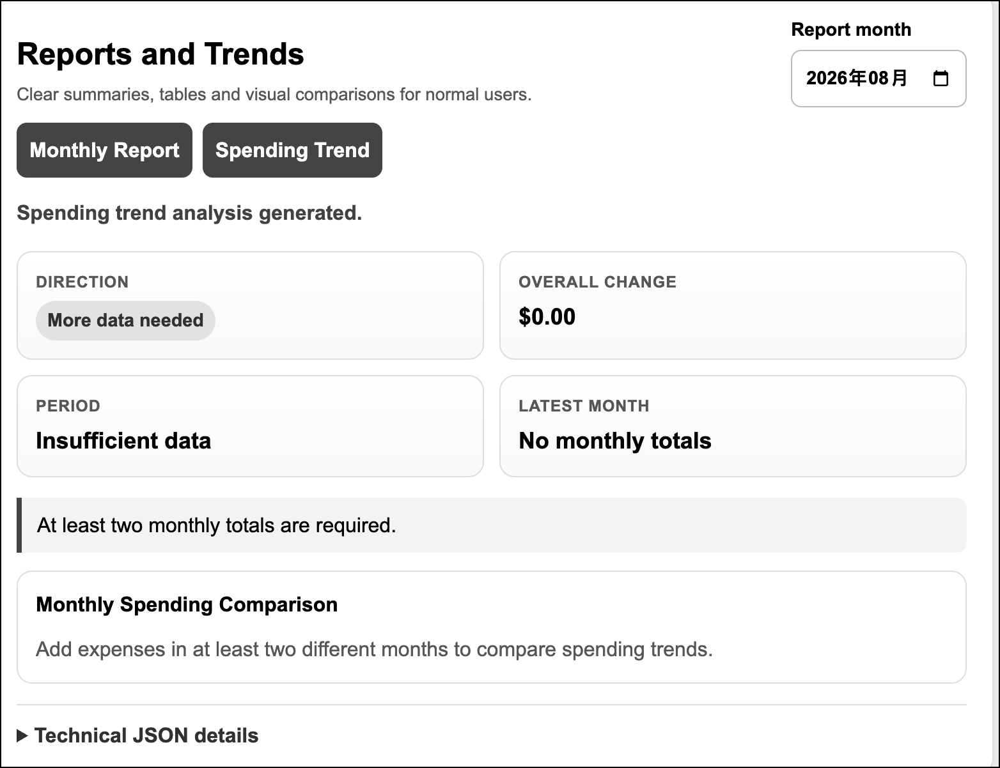 Reports and Trends
Clear summaries, tables and visual comparisons for normal users.
Report month
2026年08月
Monthly Report
Spending Trend
Spending trend analysis generated.
DIRECTION
More data needed
OVERALL CHANGE
$0.00
PERIOD
Insufficient data
LATEST MONTH
No monthly totals
At least two monthly totals are required.
Monthly Spending Comparison
Add expenses in at least two different months to compare spending trends.
Technical JSON details